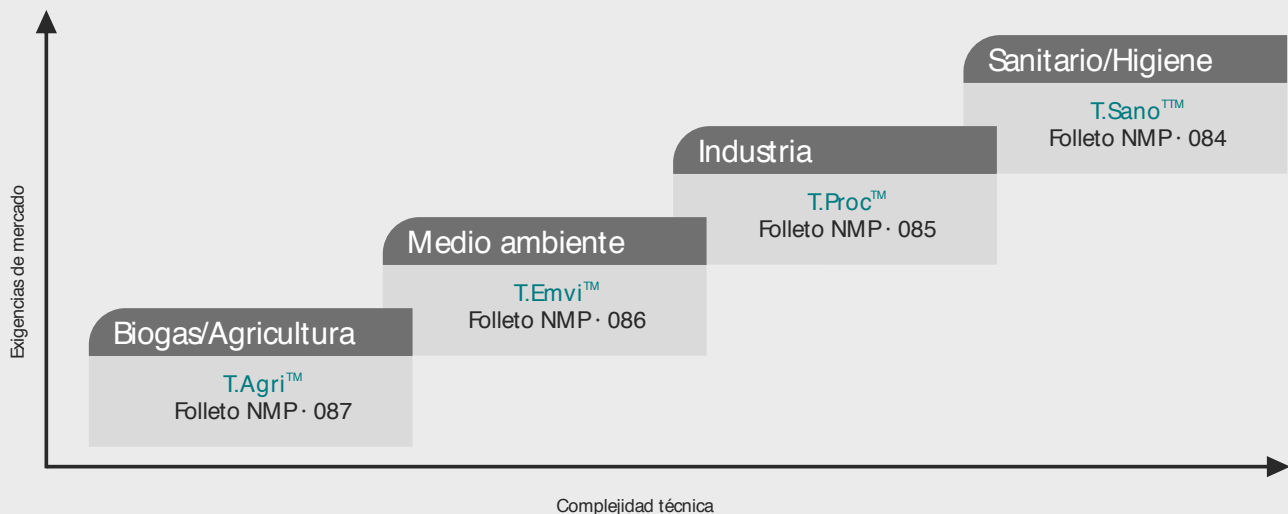 Sanitario/Higiene
T.Sano™
Folleto NMP · 084
Industria
T.Proc™
Folleto NMP · 085
Medio ambiente
T.Emvi™
Folleto NMP · 086
Biogas/Agricultura
T.Agri™
Folleto NMP · 087
Exigencias de mercado
Complejidad técnica